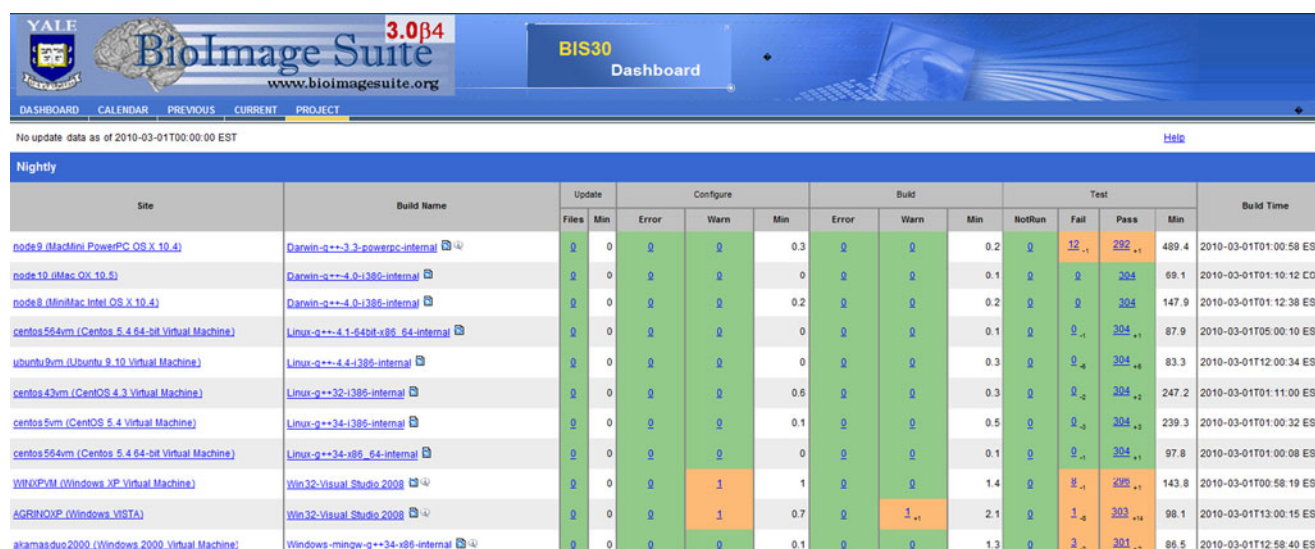 YALE
BioImage Suite 3.0β4
www.bioimagesuite.org
BIS30
Dashboard
DASHBOARD CALENDAR PREVIOUS CURRENT PROJECT
No update data as of 2010-03-01T00:00:00 EST Help
Nightly
Site Build Name Update Configure Build Test Build Time
Files Min Error Warn Min Error Warn Min NotRun Fail Pass Min
node9 (MacMini PowerPC OS X 10.4) Darwin-g++-3.3-powerpc-internal 0 0 0 0 0.3 0 0 0.2 0 12 -1 292 +1 489.4 2010-03-01T01:00:58 ES
node10 (iMac OX 10.5) Darwin-g++-4.0-i386-internal 0 0 0 0 0 0 0 0.1 0 0 304 69.1 2010-03-01T01:10:12
node8 (MiniMac Intel OS X 10.4) Darwin-g++-4.0-i386-internal 0 0 0 0 0.2 0 0 0.2 0 0 304 147.9 2010-03-01T01:12:38 ES
centos564vm (Centos 5.4 64-bit Virtual Machine) Linux-g++-4.1-64bit-x86_64-internal 0 0 0 0 0 0 0 0.1 0 0 -1 304 +1 87.9 2010-03-01T05:00:10 ES
ubuntu9vm (Ubuntu 9.10 Virtual Machine) Linux-g++-4.4-i386-internal 0 0 0 0 0 0 0 0.3 0 0 304 83.3 2010-03-01T12:00:34 ES
centos43vm (CentOS 4.3 Virtual Machine) Linux-g++32-i386-internal 0 0 0 0 0.6 0 0 0.3 0 0 304 247.2 2010-03-01T01:11:00 ES
centos5vm (CentOS 5.4 Virtual Machine) Linux-g++34-i386-internal 0 0 0 0 0.1 0 0 0.5 0 0 304 239.3 2010-03-01T01:00:32 ES
centos564vm (Centos 5.4 64-bit Virtual Machine) Linux-g++34-x86_64-internal 0 0 0 0 0 0 0 0.1 0 0 -1 304 +1 97.8 2010-03-01T01:00:08 ES
WINXPVM (Windows XP Virtual Machine) Win32-Visual Studio 2008 0 0 0 1 1 0 0 1.4 0 8 -1 296 +1 143.8 2010-03-01T00:58:19 ES
AGRINOXP (Windows VISTA) Win32-Visual Studio 2008 0 0 0 1 0.7 0 1 +1 2.1 0 1 303 +14 98.1 2010-03-01T13:00:15 ES
akamasduo2000 (Windows 2000 Virtual Machine) Windows-mingw-g++34-x86-internal 0 0 0 0 0.1 0 0 1.3 0 3 301 86.5 2010-03-01T12:58:40 ES